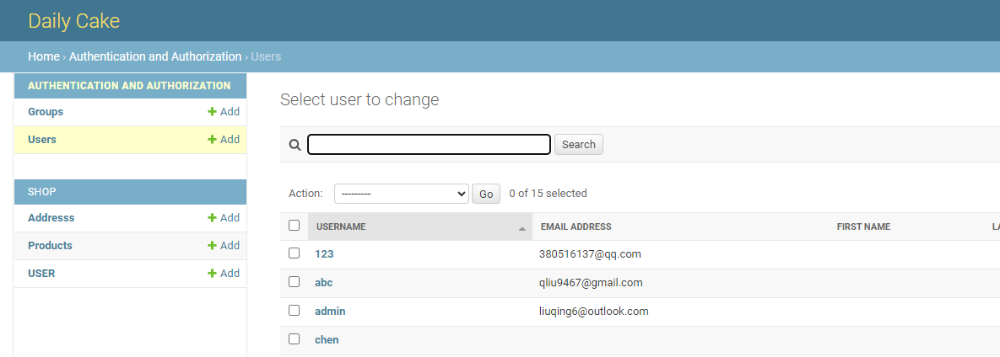 Daily Cake
Home › Authentication and Authorization › Users
AUTHENTICATION AND AUTHORIZATION
Groups + Add
Users + Add
SHOP
Addresss + Add
Products + Add
USER + Add
Select user to change
Search
Action: --------- Go 0 of 15 selected
USERNAME EMAIL ADDRESS FIRST NAME LA
123 380516137@qq.com
abc qliu9467@gmail.com
admin liuqing6@outlook.com
chen